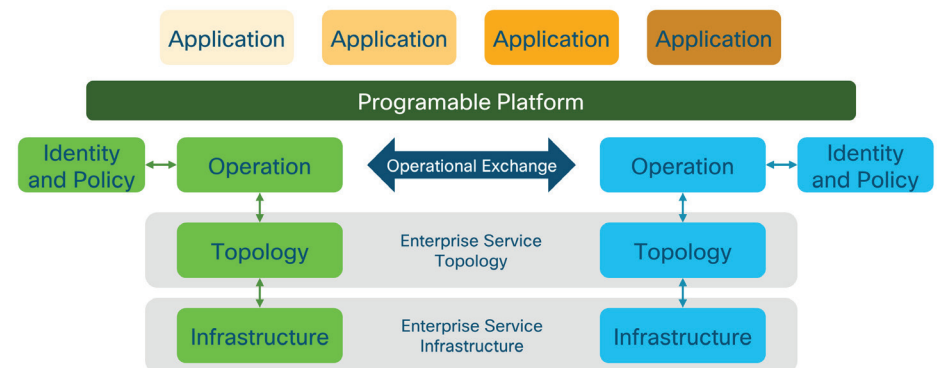 Application
Application
Application
Application
Programable Platform
Identity
and Policy
Operation
Operational Exchange
Operation
Identity
and Policy
Topology
Enterprise Service
Topology
Topology
Infrastructure
Enterprise Service
Infrastructure
Infrastructure